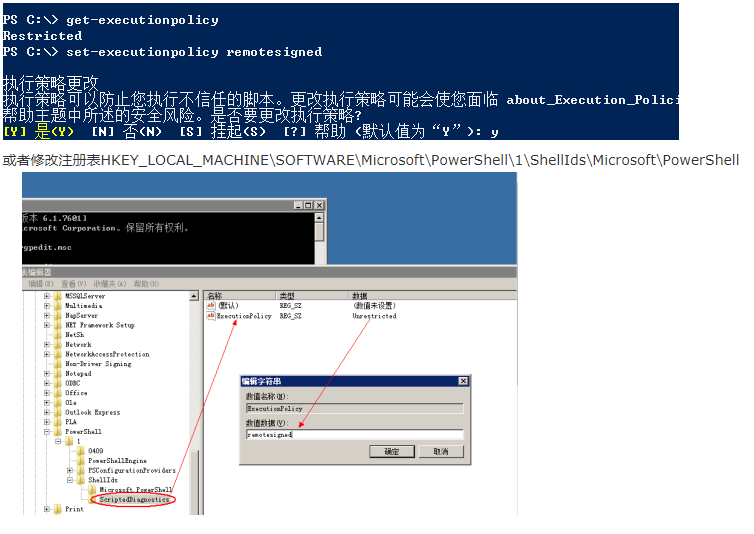 PS C:\> get-executionpolicy
Restricted
PS C:\> set-executionpolicy remotesigned
执行策略更改
执行策略可以防止您执行不信任的脚本。更改执行策略可能会使您面临 about_Execution_Polici
帮助主题中所述的安全风险。是否要更改执行策略?
[Y] 是(Y) [N] 否(N) [S] 挂起(S) [?] 帮助 (默认值为“Y”): y
或者修改注册表HKEY_LOCAL_MACHINE\SOFTWARE\Microsoft\PowerShell\1\ShellIds\Microsoft\PowerShell
版本 6.1.7601]
crosoft Corporation。保留所有权利。
gpedit.msc
编辑器
编辑(E) 查看(V) 收藏夹(A) 帮助(H)
MSSQLServer
Multimedia
NapServer
NET Framework Setup
NetSh
Network
NetworkAccessProtection
Non-Driver Signing
Notepad
ODBC
Office
Ole
Outlook Express
PLA
PowerShell
1
0409
PowerShellEngine
PSConfigurationProviders
ShellIds
Microsoft.PowerShell
ScriptedDiagnostics
Print
名称 类型 数据
(默认) REG_SZ (数值未设置)
ExecutionPolicy REG_SZ Unrestricted
编辑字符串
数值名称(N):
ExecutionPolicy
数值数据(V):
remotesigned
确定 取消